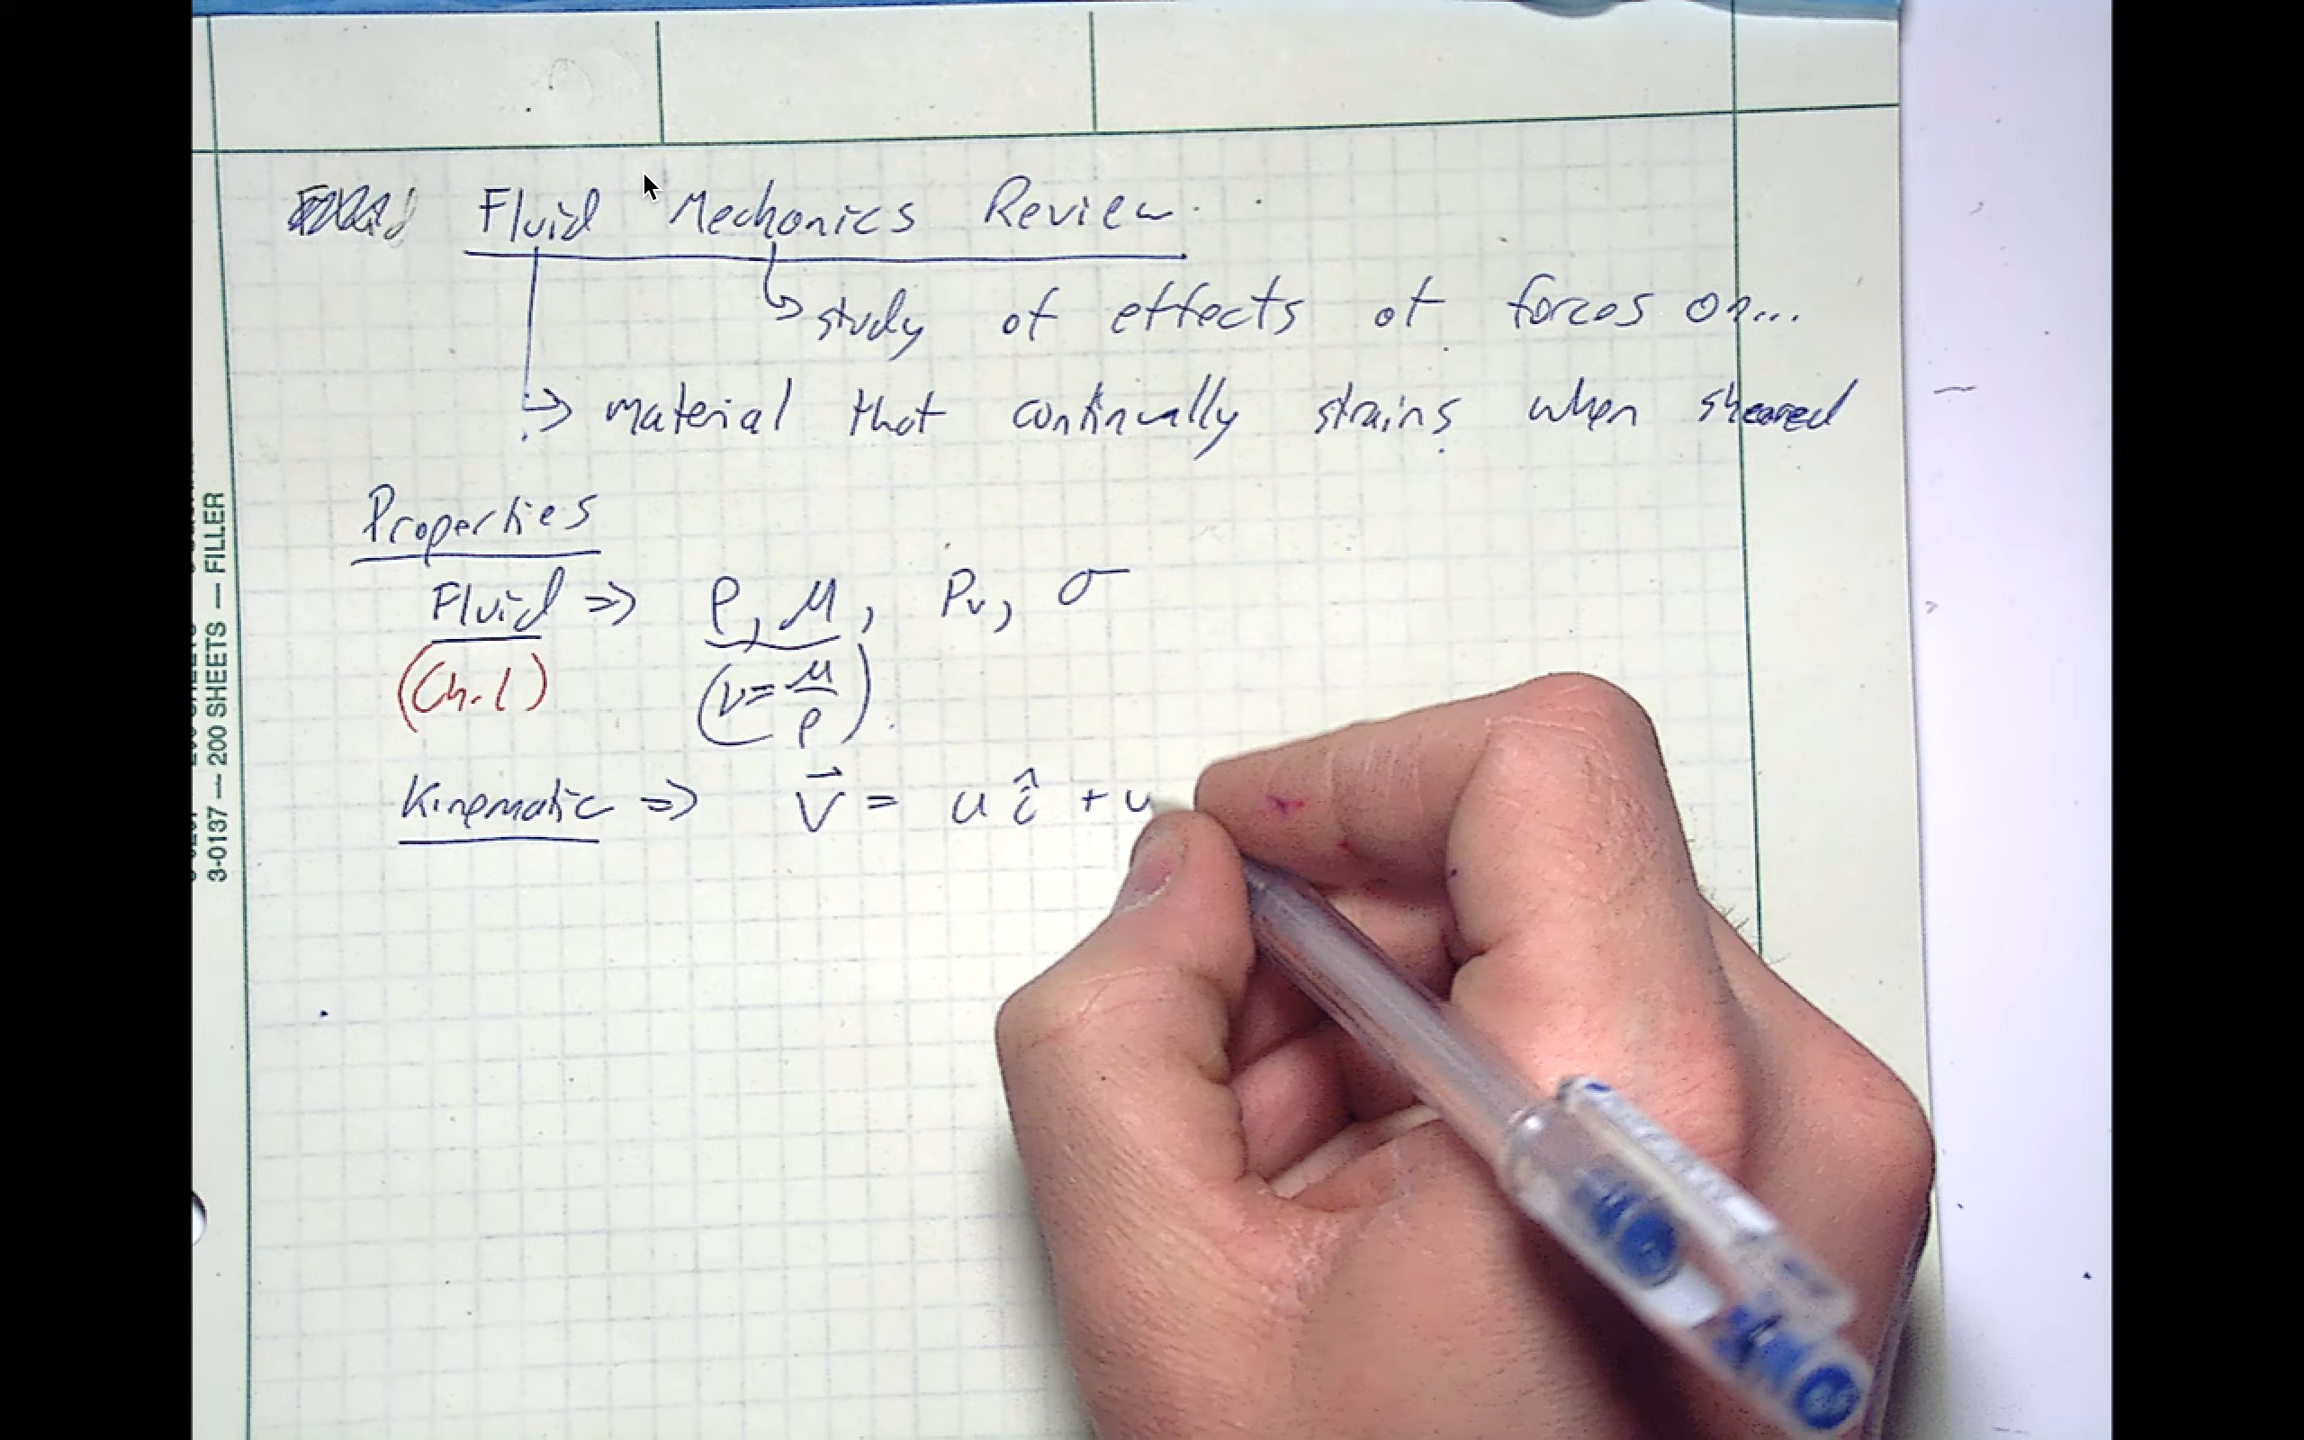 Fluid Mechanics Review
study of effects of forces on...
material that continually strains when sheared
Properties
Fluid ⇒ ρ, μ, Pv, σ
(Ch. 1) (ν = μ/ρ)
Kinematic ⇒ V⃗ = u î + v
3-0137 — 200 SHEETS — FILLER